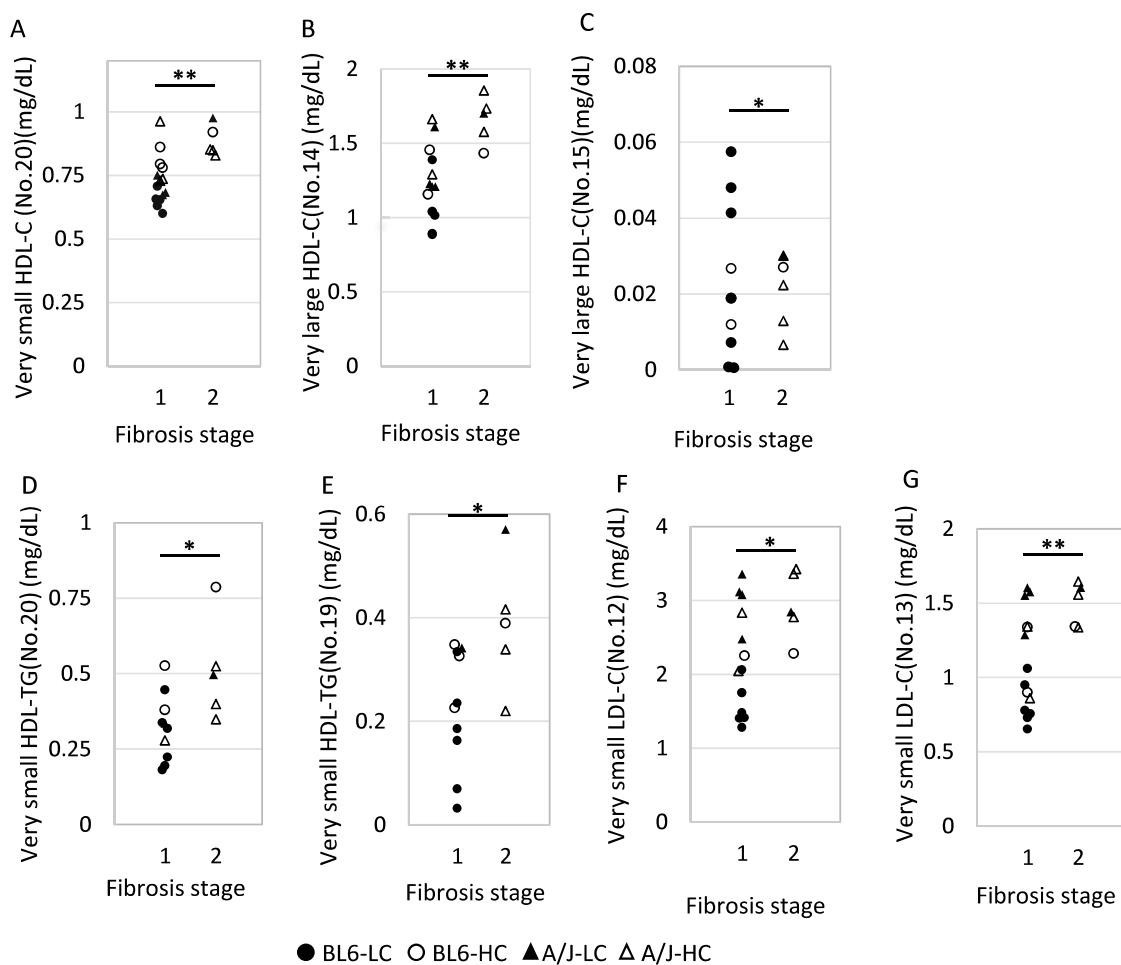 A
Very small HDL-C (No.20)(mg/dL)
1
0.75
0.5
0.25
0
**
1 2
Fibrosis stage
B
Very large HDL-C(No.14) (mg/dL)
2
1.5
1
0.5
0
**
1 2
Fibrosis stage
C
Very large HDL-C(No.15)(mg/dL)
0.08
0.06
0.04
0.02
0
*
1 2
Fibrosis stage
D
Very small HDL-TG(No.20) (mg/dL)
1
0.75
0.5
0.25
0
*
1 2
Fibrosis stage
E
Very small HDL-TG(No.19) (mg/dL)
0.6
0.4
0.2
0
*
1 2
Fibrosis stage
F
Very small LDL-C(No.12) (mg/dL)
4
3
2
1
0
*
1 2
Fibrosis stage
G
Very small LDL-C(No.13) (mg/dL)
2
1.5
1
0.5
0
**
1 2
Fibrosis stage
BL6-LC BL6-HC A/J-LC A/J-HC